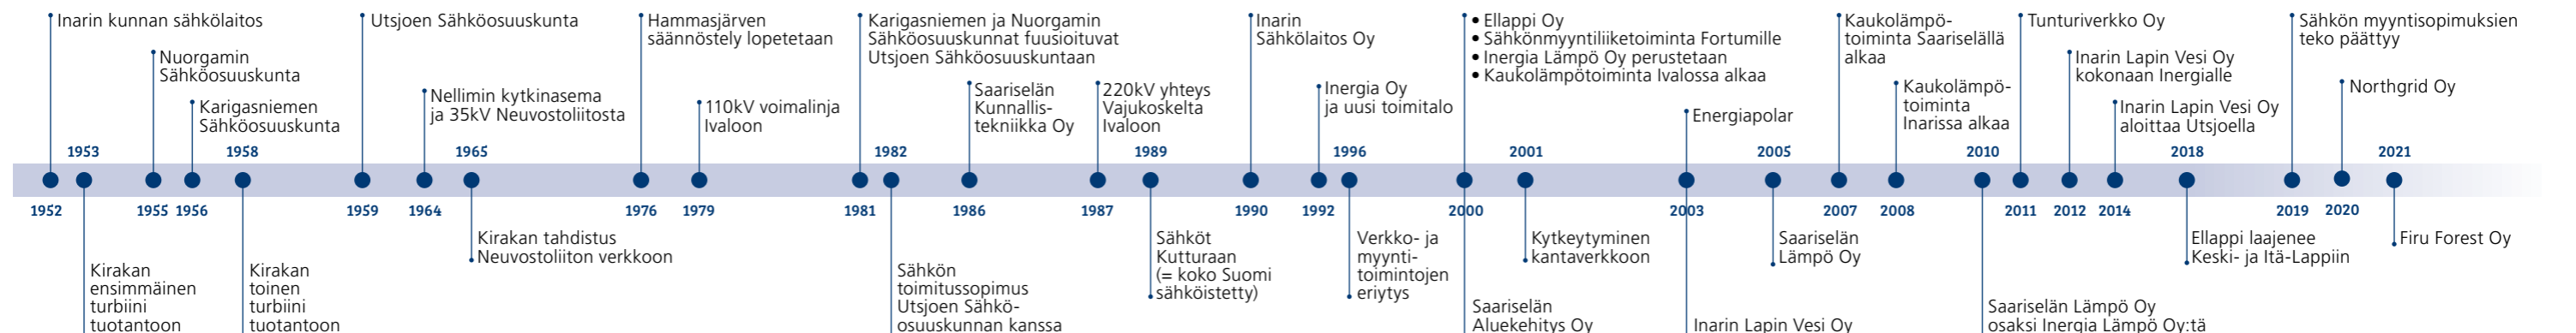 Inarin kunnan sähkölaitos
Nuorgamin
Sähköosuuskunta
Karigasniemen
Sähköosuuskunta
Utsjoen Sähköosuuskunta
Nellimin kytkinasema
ja 35kV Neuvostoliitosta
Hammasjärven
säännöstely lopetetaan
110kV voimalinja
Ivaloon
Karigasniemen ja Nuorgamin
Sähköosuuskunnat fuusioituvat
Utsjoen Sähköosuuskuntaan
Saariselän
Kunnallis-
tekniikka Oy
220kV yhteys
Vajukoskelta
Ivaloon
Inarin
Sähkölaitos Oy
Inergia Oy
ja uusi toimitalo
• Ellappi Oy
• Sähkönmyyntiliiketoiminta Fortumille
• Inergia Lämpö Oy perustetaan
• Kaukolämpötoiminta Ivalossa alkaa
Energiapolar
Kaukolämpö-
toiminta Saariselällä
alkaa
Kaukolämpö-
toiminta
Inarissa alkaa
Tunturiverkko Oy
Inarin Lapin Vesi Oy
kokonaan Inergialle
Inarin Lapin Vesi Oy
aloittaa Utsjoella
Sähkön myyntisopimuksien
teko päättyy
Northgrid Oy
1953
1958
1965
1982
1989
1996
2001
2005
2010
2018
2021
1952
1955
1956
1959
1964
1976
1979
1981
1986
1987
1990
1992
2000
2003
2007
2008
2011
2012
2014
2019
2020
Kirakan
ensimmäinen
turbiini
tuotantoon
Kirakan
toinen
turbiini
tuotantoon
Kirakan tahdistus
Neuvostoliiton verkkoon
Sähkön
toimitussopimus
Utsjoen Sähkö-
osuuskunnan kanssa
Sähköt
Kutturaan
(= koko Suomi
sähköistetty)
Verkko- ja
myynti-
toimintojen
eriytys
Saariselän
Aluekehitys Oy
Kytkeytyminen
kantaverkkoon
Inarin Lapin Vesi Oy
Saariselän
Lämpö Oy
Saariselän Lämpö Oy
osaksi Inergia Lämpö Oy:tä
Ellappi laajenee
Keski- ja Itä-Lappiin
Firu Forest Oy